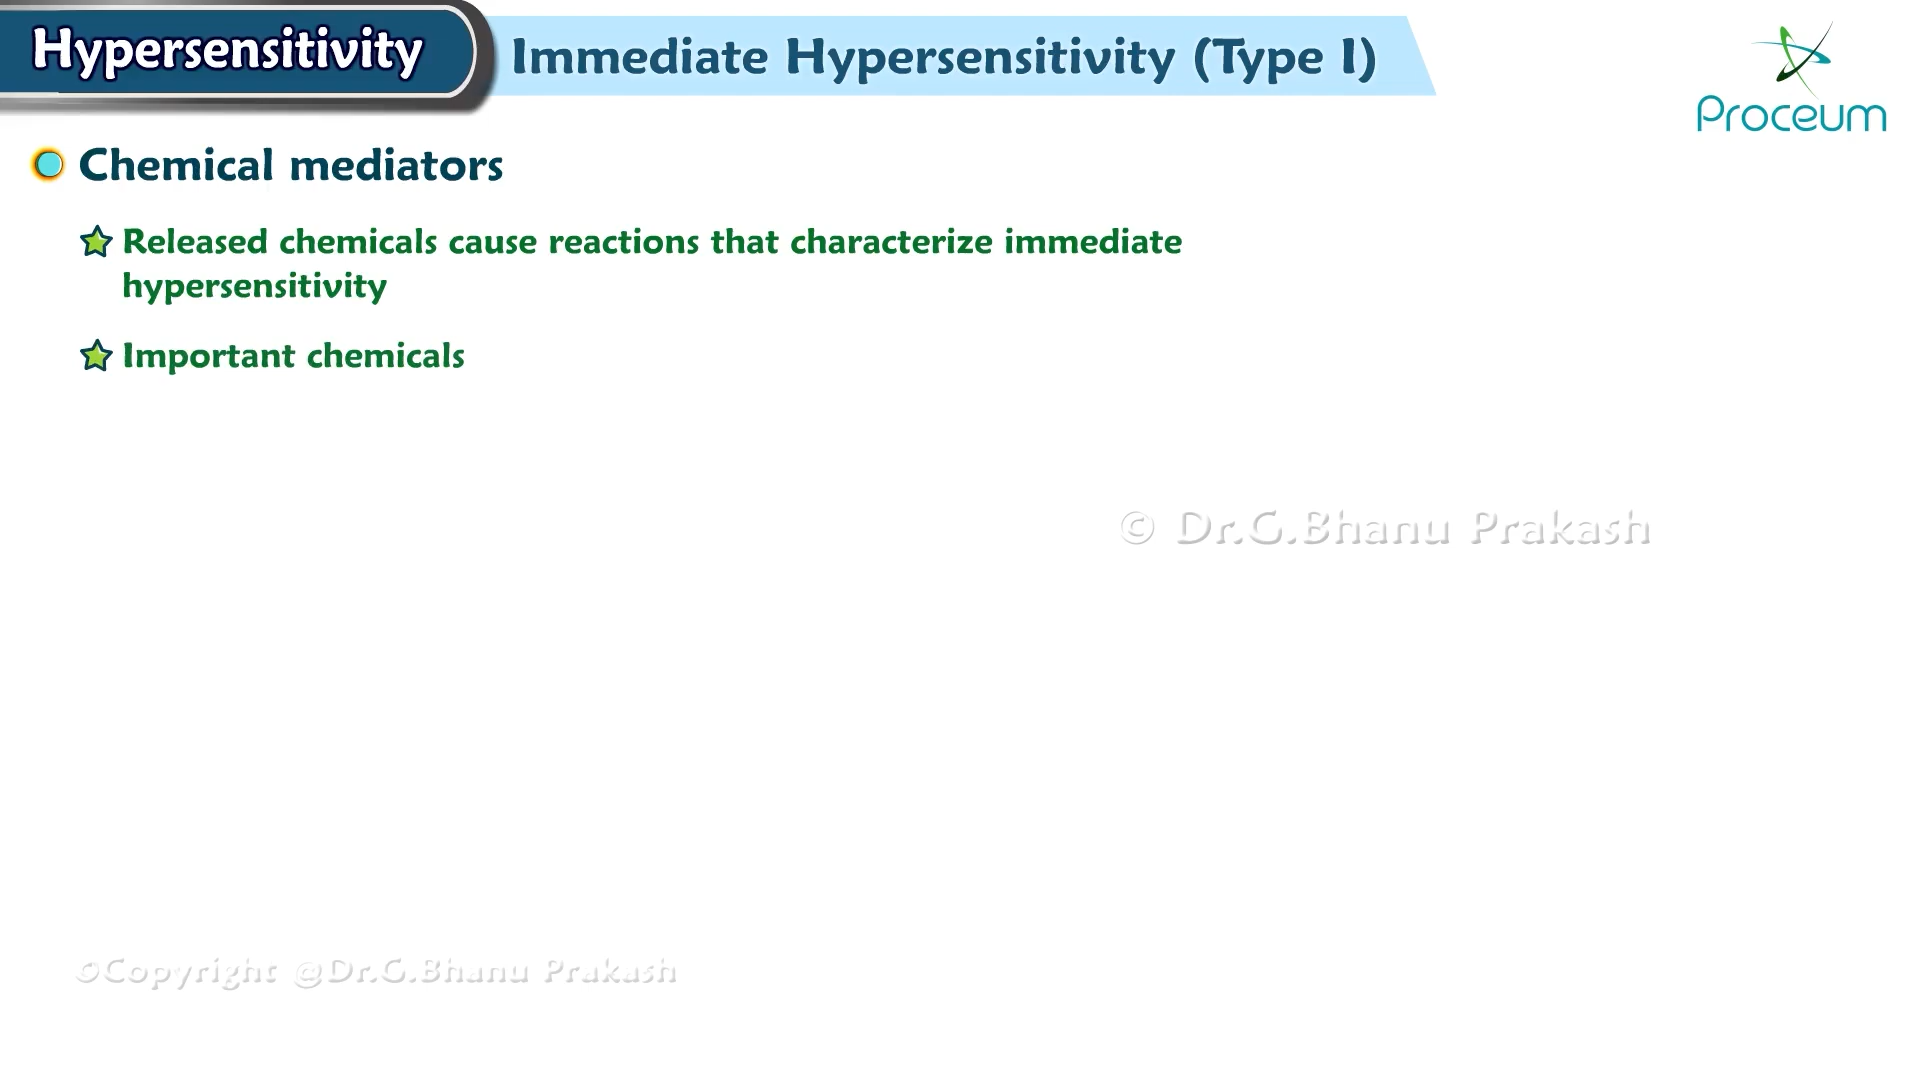 Hypersensitivity
Immediate Hypersensitivity (Type I)
Proceum
Chemical mediators
Released chemicals cause reactions that characterize immediate
hypersensitivity
Important chemicals
© Dr.G.Bhanu Prakash
©Copyright @Dr.G.Bhanu Prakash